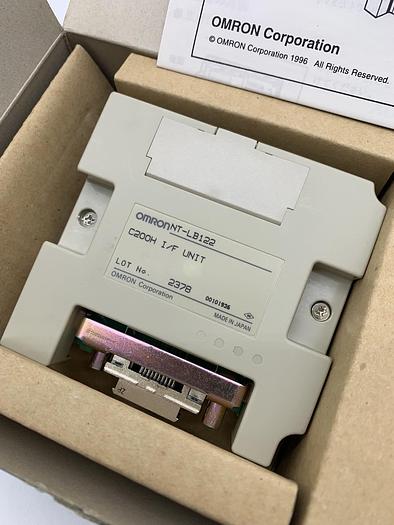 OMRON Corporation
© OMRON Corporation 1996 All Rights Reserved.
OMRON NT-LB122
C200H I/F UNIT
LOT No. 2378
OMRON Corporation 00101936
MADE IN JAPAN